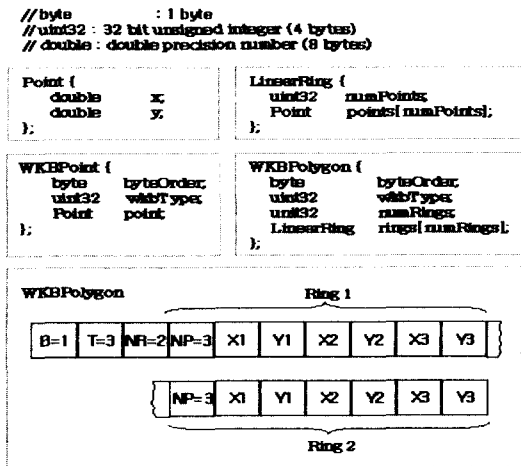 // byte : 1 byte
// uint32 : 32 bit unsigned integer (4 bytes)
// double : double precision number (8 bytes)
Point {
double x;
double y;
};
LinearRing {
uint32 numPoints;
Point points[numPoints];
};
WKBPoint {
byte byteOrder;
uint32 wkbType;
Point point;
};
WKBPolygon {
byte byteOrder;
uint32 wkbType;
unit32 numRings;
LinearRing rings[numRings];
};
WKBPolygon Ring 1
B=1 T=3 NR=2 NP=3 X1 Y1 X2 Y2 X3 Y3
NP=3 X1 Y1 X2 Y2 X3 Y3
Ring 2